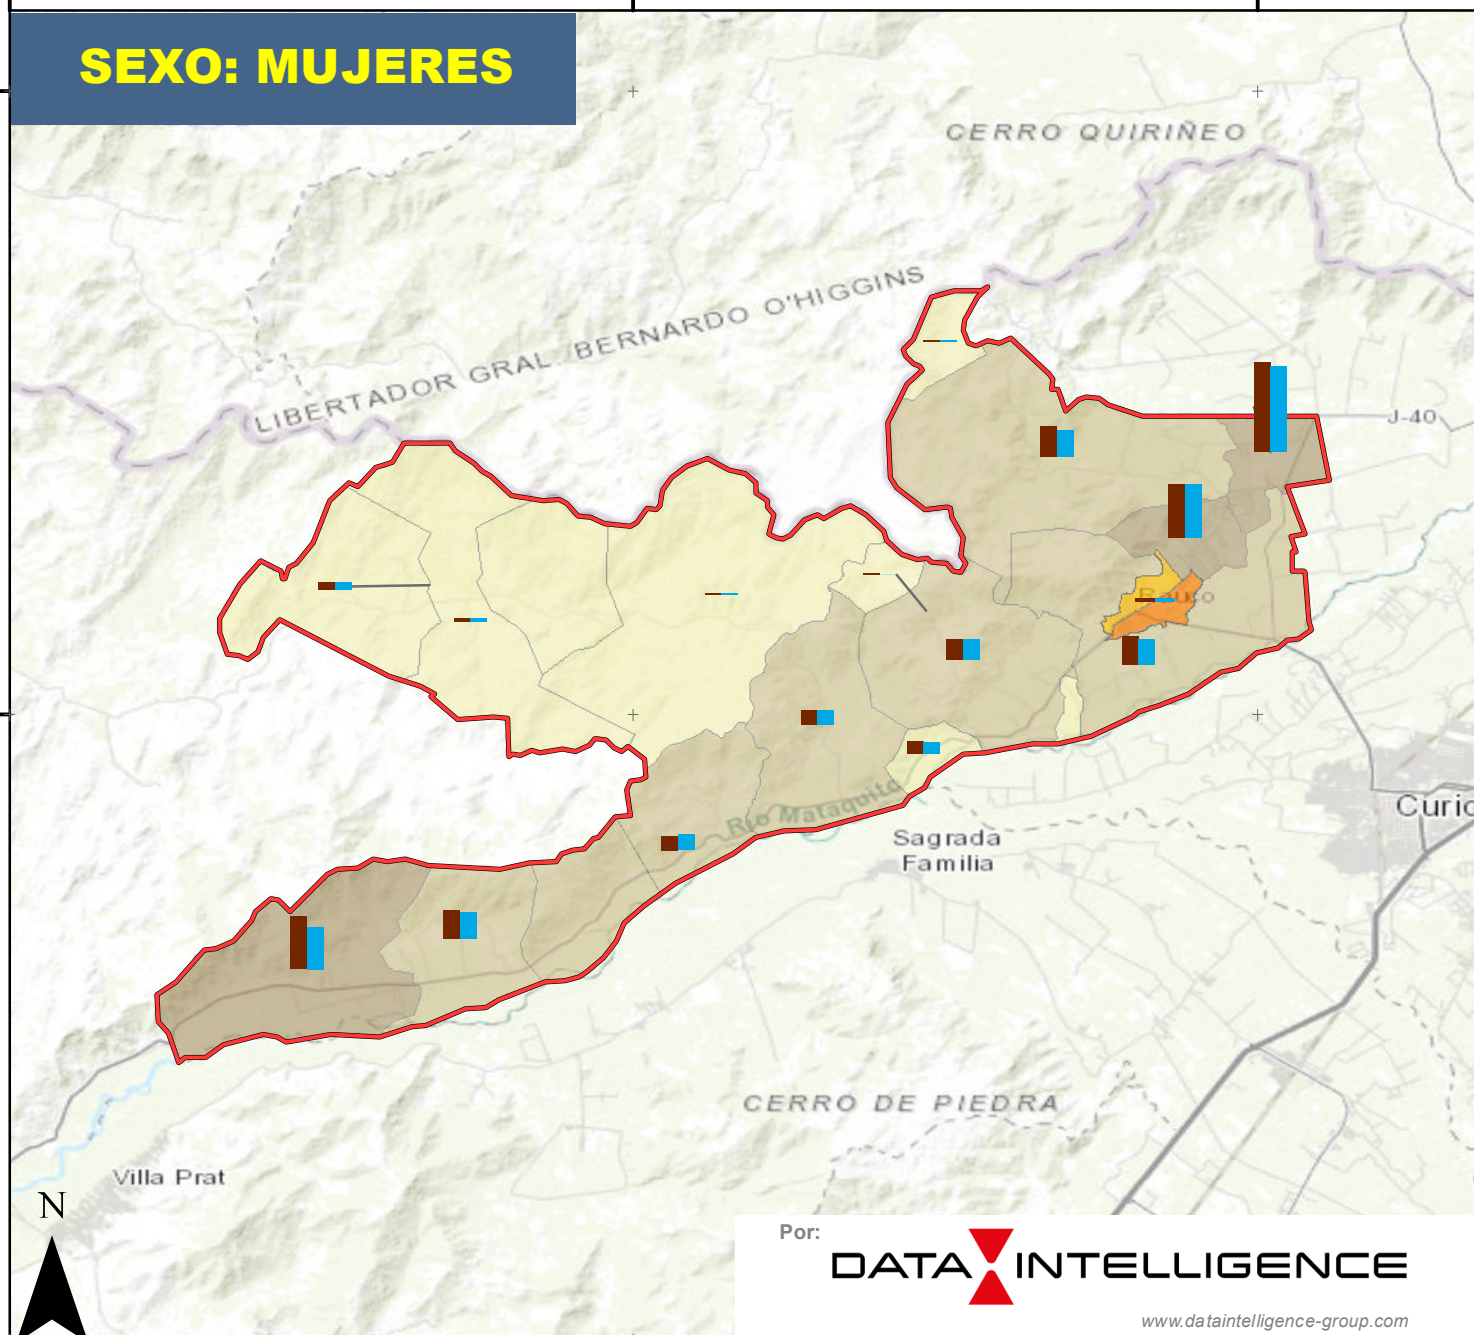 SEXO: MUJERES
CERRO QUIRIÑEO
LIBERTADOR GRAL. BERNARDO O'HIGGINS
J-40
Rauco
Río Mataquito
Curic
Sagrada
Familia
CERRO DE PIEDRA
Villa Prat
N
Por:
DATA INTELLIGENCE
www.dataintelligence-group.com